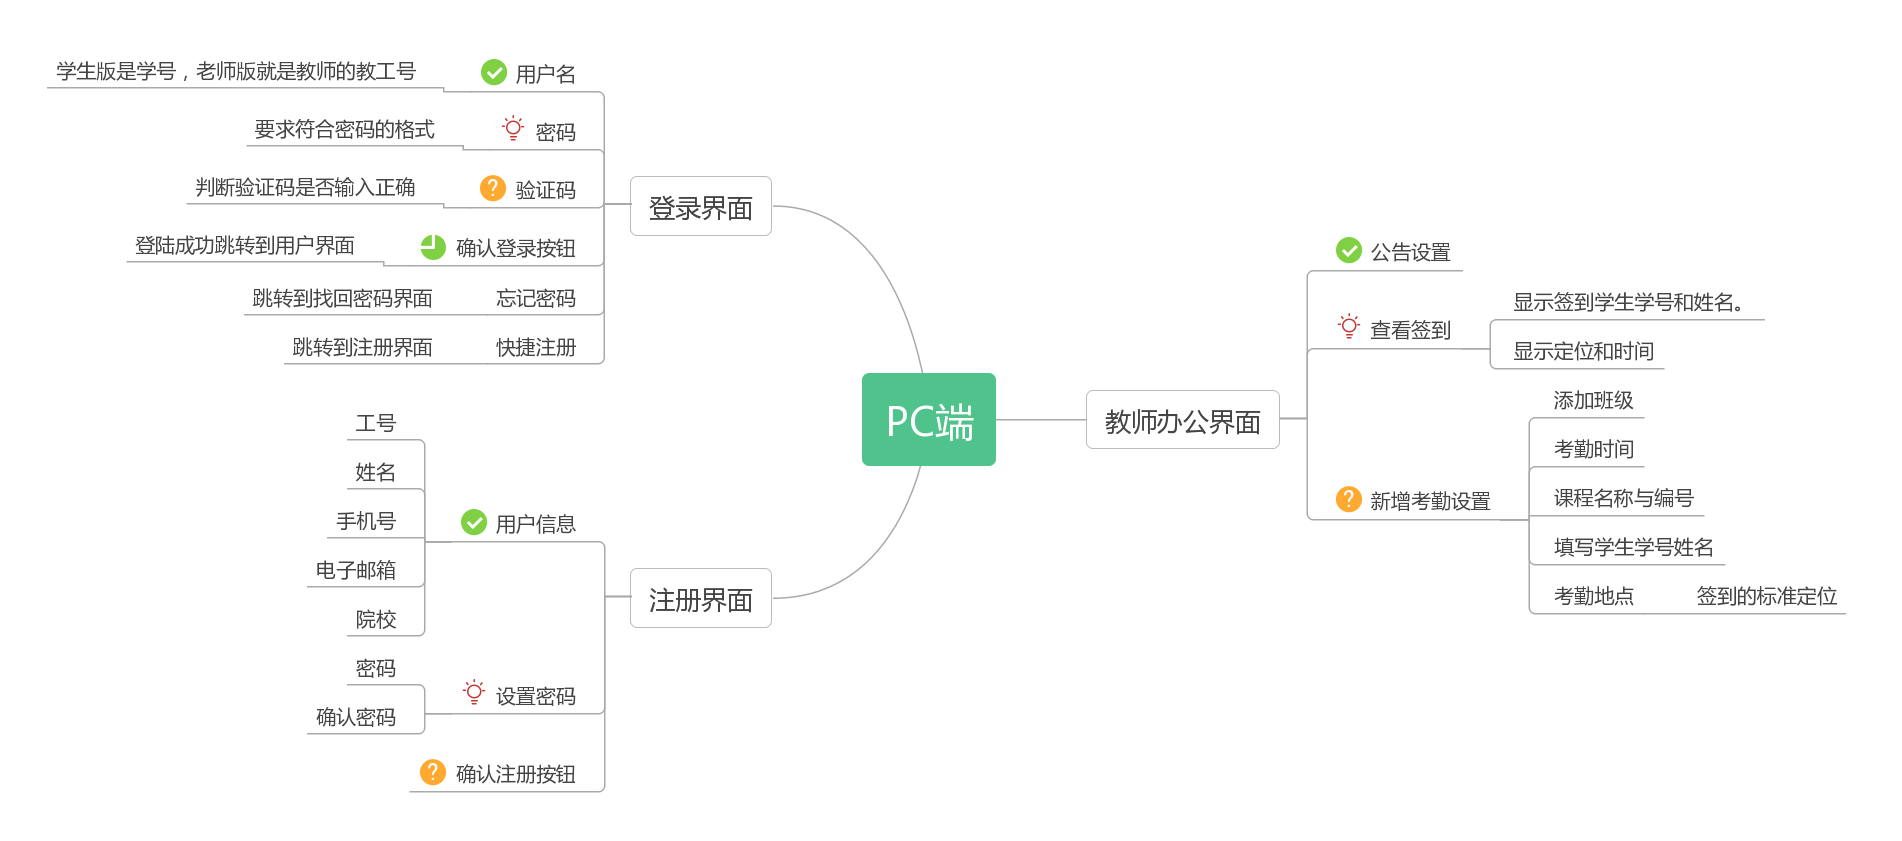 PC端
登录界面
用户名
学生版是学号，老师版就是教师的教工号
密码
要求符合密码的格式
验证码
判断验证码是否输入正确
确认登录按钮
登陆成功跳转到用户界面
忘记密码
跳转到找回密码界面
快捷注册
跳转到注册界面
注册界面
用户信息
工号
姓名
手机号
电子邮箱
院校
设置密码
密码
确认密码
确认注册按钮
教师办公界面
公告设置
查看签到
显示签到学生学号和姓名。
显示定位和时间
新增考勤设置
添加班级
考勤时间
课程名称与编号
填写学生学号姓名
考勤地点
签到的标准定位